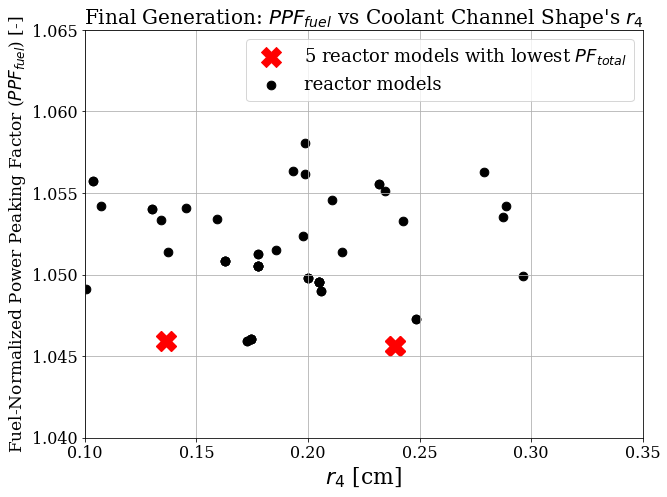 Final Generation: PPF_fuel vs Coolant Channel Shape's r_4
Fuel-Normalized Power Peaking Factor (PPF_fuel) [-]
5 reactor models with lowest PF_total
reactor models
1.065
1.060
1.055
1.050
1.045
1.040
0.10 0.15 0.20 0.25 0.30 0.35
r_4 [cm]